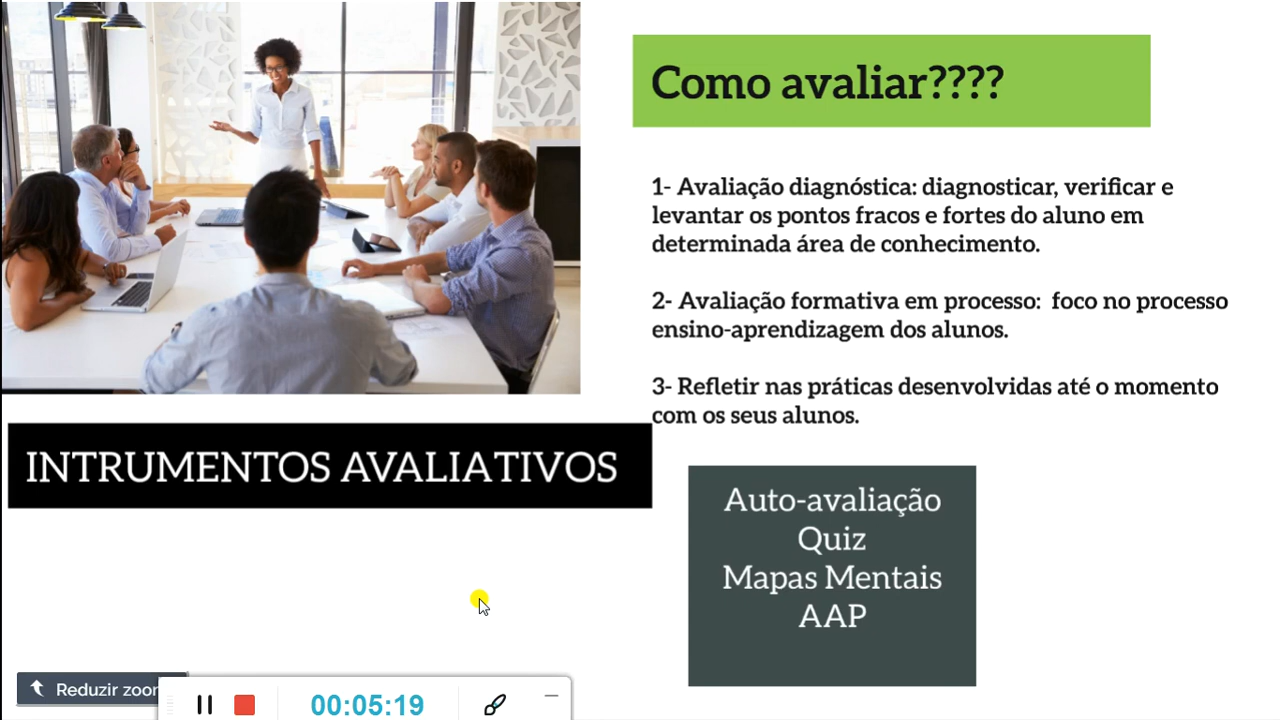 Como avaliar????
1- Avaliação diagnóstica: diagnosticar, verificar e
levantar os pontos fracos e fortes do aluno em
determinada área de conhecimento.
2- Avaliação formativa em processo: foco no processo
ensino-aprendizagem dos alunos.
3- Refletir nas práticas desenvolvidas até o momento
com os seus alunos.
INTRUMENTOS AVALIATIVOS
Auto-avaliação
Quiz
Mapas Mentais
AAP
Reduzir zoor
00:05:19